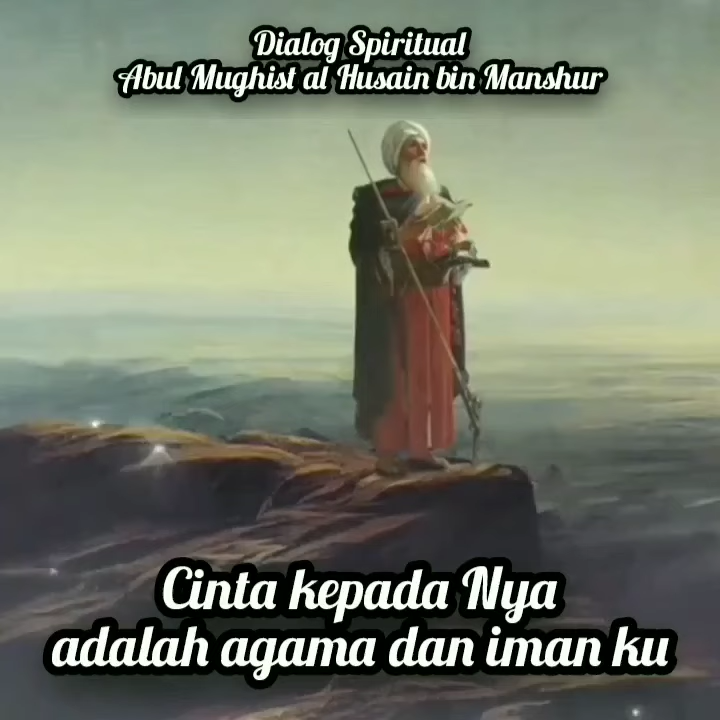 Dialog Spiritual
Abul Mughist al Husain bin Manshur
Cinta kepada Nya
adalah agama dan iman ku